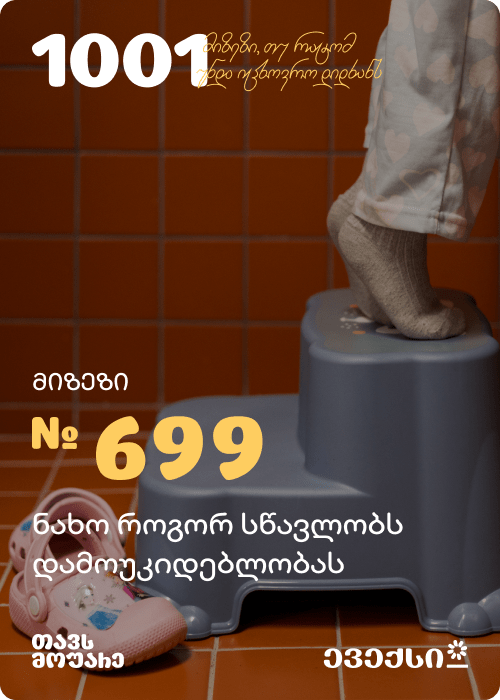 1001 მიზეზი, თუ რატომ
უნდა იცხოვრო დიდხანს
მიზეზი
№ 699
ნახო როგორ სწავლობს
დამოუკიდებლობას
თავს
მოუარე
ევექსი